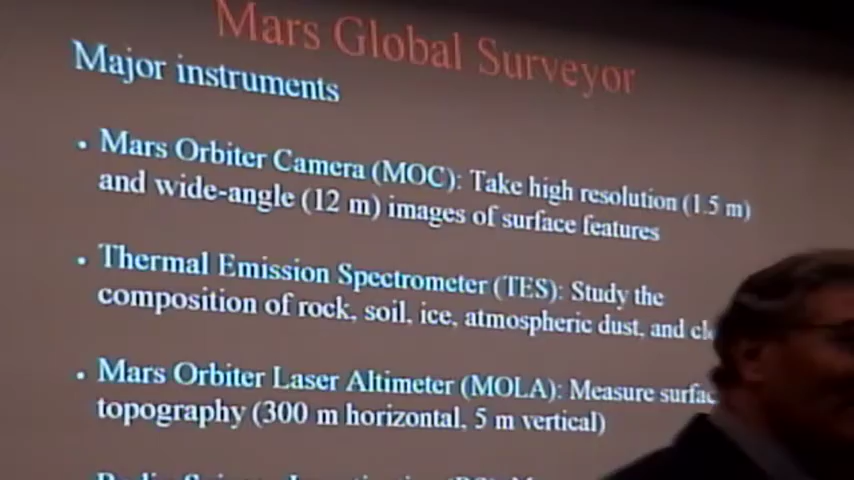 Mars Global Surveyor
Major instruments
• Mars Orbiter Camera (MOC): Take high resolution (1.5 m)
and wide-angle (12 m) images of surface features
• Thermal Emission Spectrometer (TES): Study the
composition of rock, soil, ice, atmospheric dust, and
• Mars Orbiter Laser Altimeter (MOLA): Measure
topography (300 m horizontal, 5 m vertical)